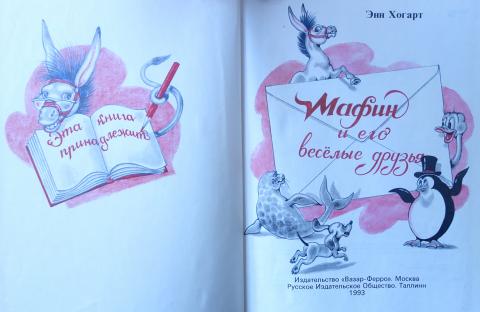 Эта книга
принадлежит
Энн Хогарт
Мафин
и его
весёлые друзья
Издательство «Вазар-Ферро». Москва
Русское Издательское Общество. Таллинн
1993